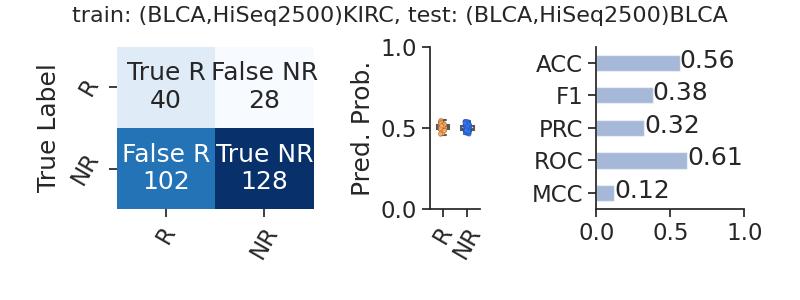 train: (BLCA,HiSeq2500)KIRC, test: (BLCA,HiSeq2500)BLCA
True Label
R
NR
True R
40
False NR
28
False R
102
True NR
128
R
NR
Pred. Prob.
1.0
0.5
0.0
R
NR
ACC
0.56
F1
0.38
PRC
0.32
ROC
0.61
MCC
0.12
0.0
0.5
1.0